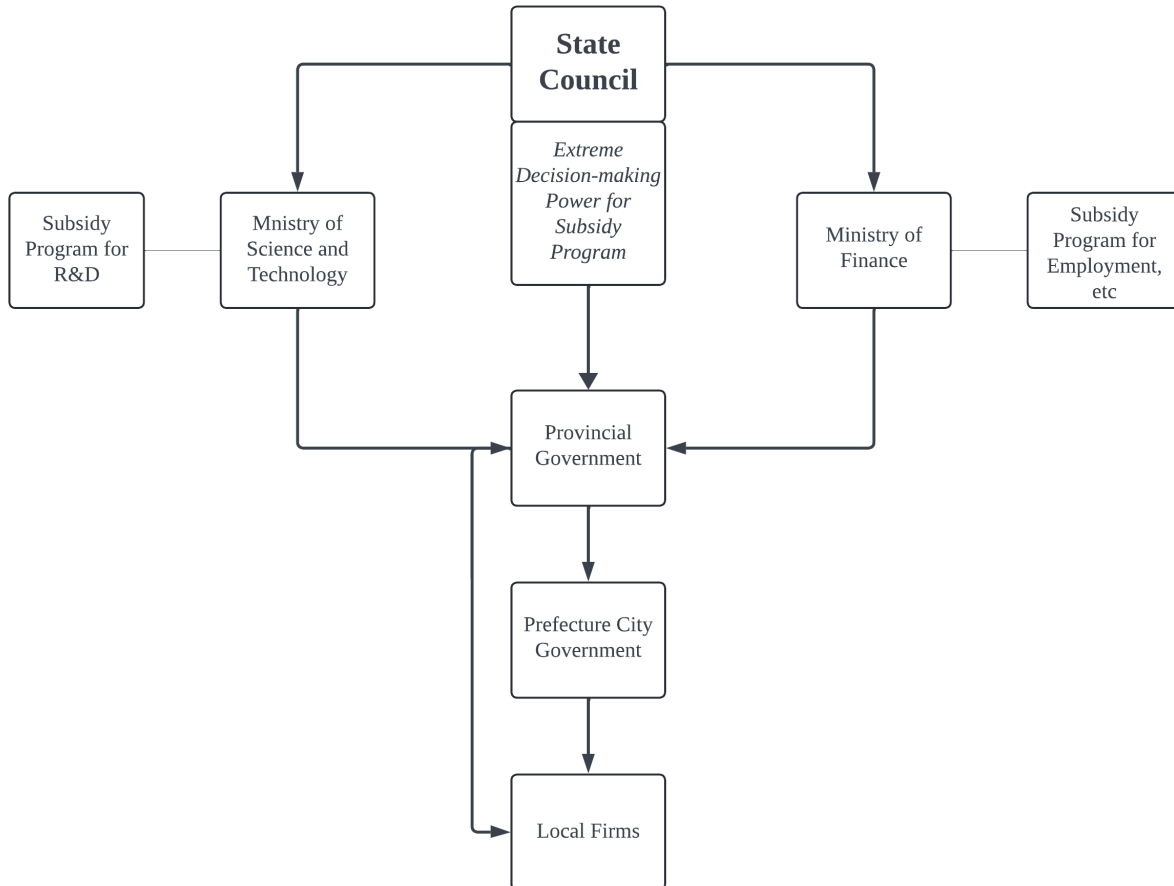 State
Council
Extreme
Decision-making
Power for
Subsidy
Program
Subsidy
Program for
R&D
Mnistry of
Science and
Technology
Ministry of
Finance
Subsidy
Program for
Employment,
etc
Provincial
Government
Prefecture City
Government
Local Firms